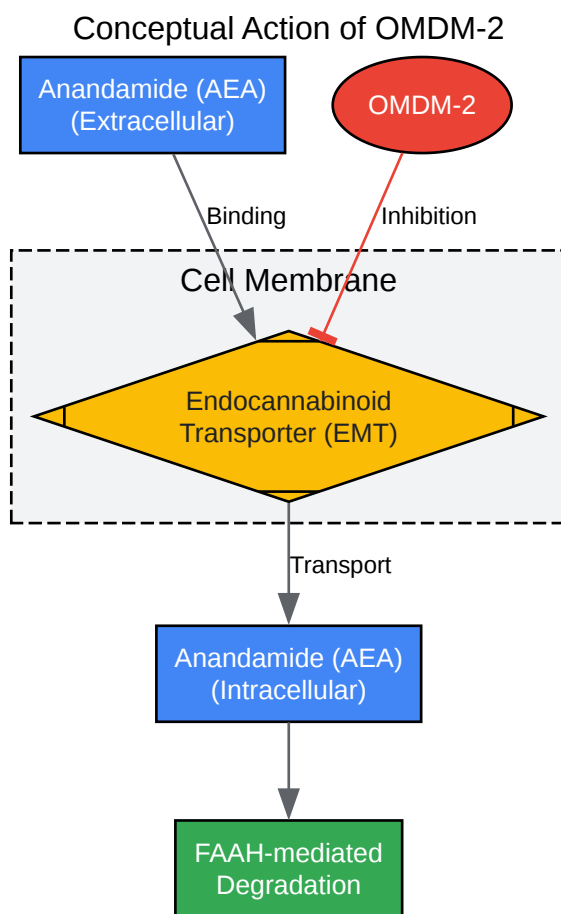 Conceptual Action of OMDM-2
Anandamide (AEA)
(Extracellular)
OMDM-2
Binding
Inhibition
Cell Membrane
Endocannabinoid
Transporter (EMT)
Transport
Anandamide (AEA)
(Intracellular)
FAAH-mediated
Degradation